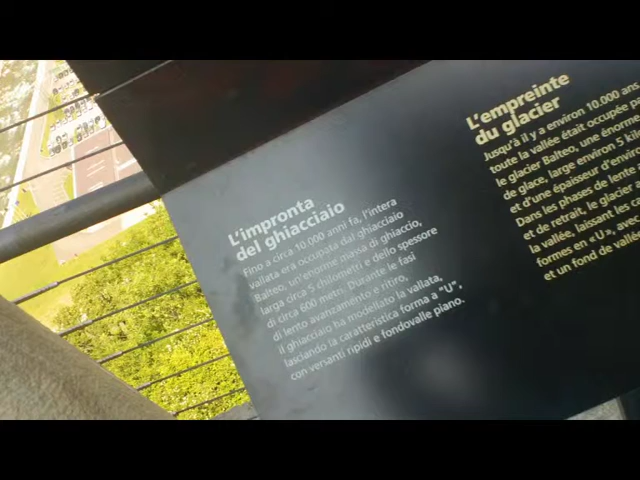 L'impronta
del ghiacciaio
Fino a circa 10.000 anni fa, l'intera
vallata era occupata dal ghiacciaio
Balteo, un'enorme massa di ghiaccio,
larga circa 5 chilometri e dello spessore
di circa 600 metri. Durante le fasi
di lento avanzamento e ritiro,
il ghiacciaio ha modellato la vallata,
lasciando la caratteristica forma a "U",
con versanti ripidi e fondovalle piano.
L'empreinte
du glacier
Jusqu'à il y a environ 10.000 ans,
toute la vallée était occupée
le glacier Balteo, une énorme
de glace, large environ 5
et d'une épaisseur d'environ
Dans les phases de lente
et de retrait, le glacier a
la vallée, laissant les
formes en «U», avec
et un fond de vallée